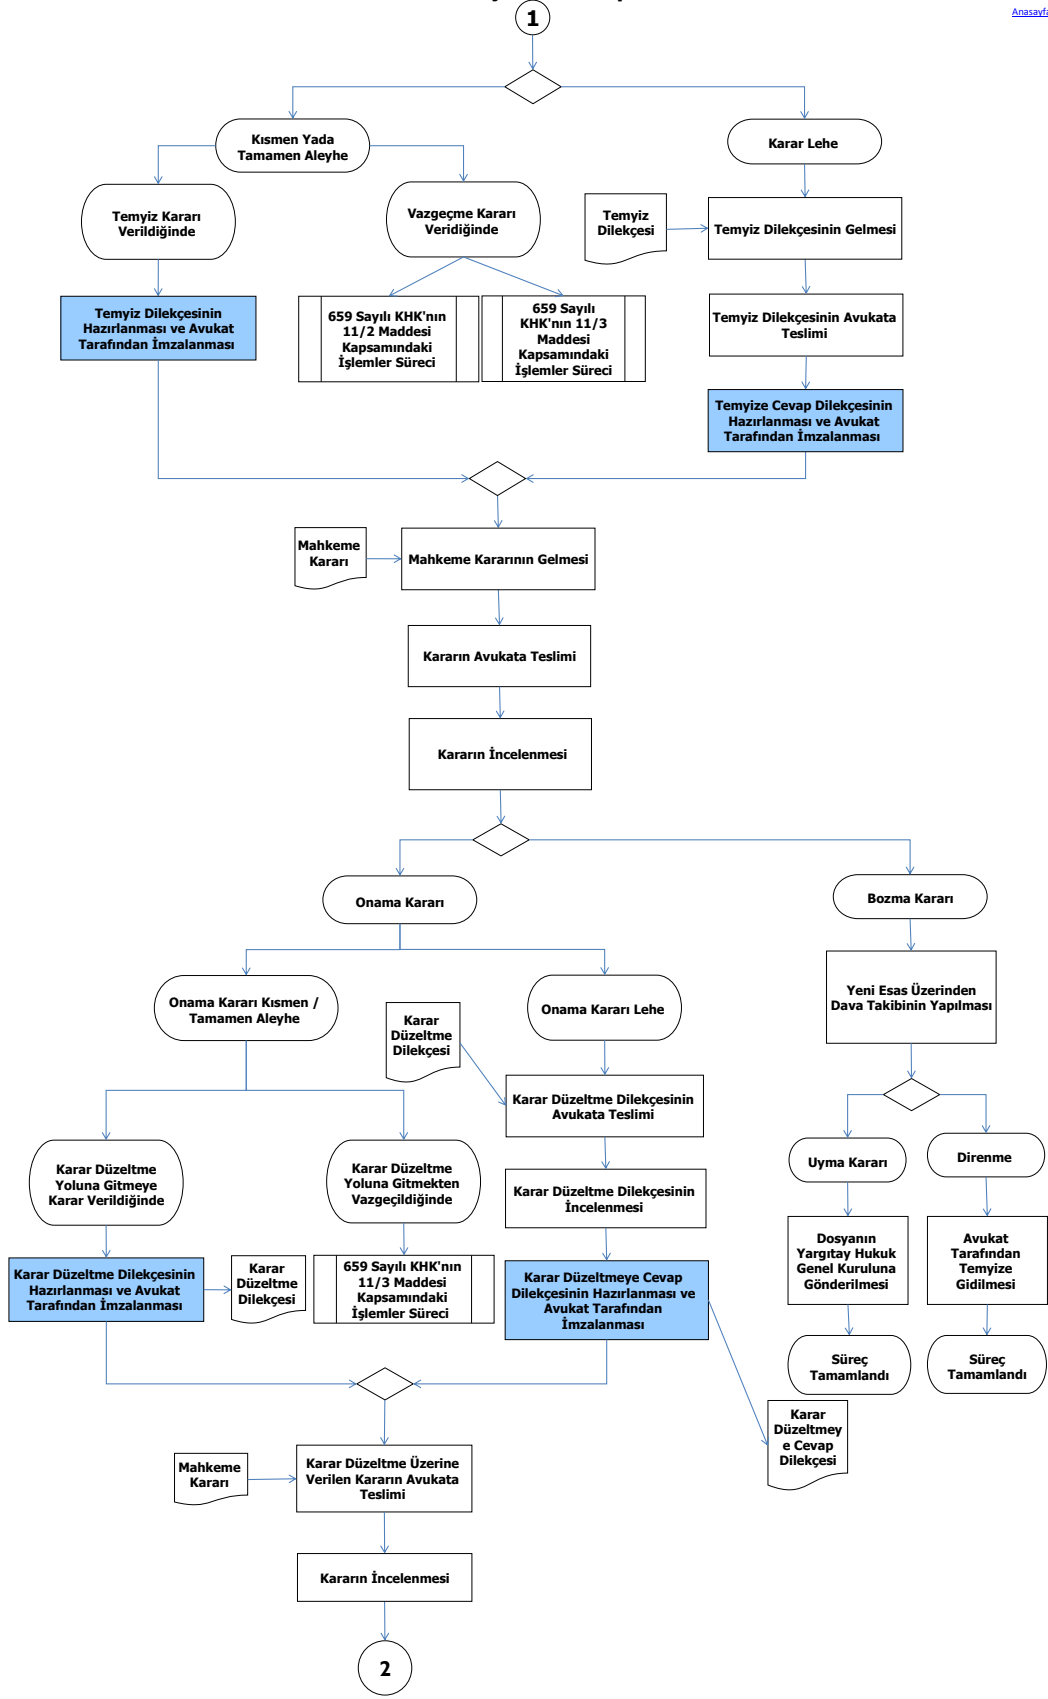 1
Anasayfa
Kısmen Yada
Tamamen Aleyhe
Karar Lehe
Temyiz Kararı
Verildiğinde
Vazgeçme Kararı
Veridiğinde
Temyiz
Dilekçesi
Temyiz Dilekçesinin Gelmesi
Temyiz Dilekçesinin
Hazırlanması ve Avukat
Tarafından İmzalanması
659 Sayılı KHK'nın
11/2 Maddesi
Kapsamındaki
İşlemler Süreci
659 Sayılı
KHK'nın 11/3
Maddesi
Kapsamındaki
İşlemler Süreci
Temyiz Dilekçesinin Avukata
Teslimi
Temyize Cevap Dilekçesinin
Hazırlanması ve Avukat
Tarafından İmzalanması
Mahkeme
Kararı
Mahkeme Kararının Gelmesi
Kararın Avukata Teslimi
Kararın İncelenmesi
Onama Kararı
Bozma Kararı
Onama Kararı Kısmen /
Tamamen Aleyhe
Karar
Düzeltme
Dilekçesi
Onama Kararı Lehe
Yeni Esas Üzerinden
Dava Takibinin Yapılması
Karar Düzeltme Dilekçesinin
Avukata Teslimi
Karar Düzeltme
Yoluna Gitmeye
Karar Verildiğinde
Karar Düzeltme
Yoluna Gitmekten
Vazgeçildiğinde
Karar Düzeltme Dilekçesinin
İncelenmesi
Uyma Kararı
Direnme
Dosyanın
Yargıtay Hukuk
Genel Kuruluna
Gönderilmesi
Avukat
Tarafından
Temyize
Gidilmesi
Karar Düzeltme Dilekçesinin
Hazırlanması ve Avukat
Tarafından İmzalanması
Karar
Düzeltme
Dilekçesi
659 Sayılı KHK'nın
11/3 Maddesi
Kapsamındaki
İşlemler Süreci
Karar Düzeltmeye Cevap
Dilekçesinin Hazırlanması ve
Avukat Tarafından
İmzalanması
Süreç
Tamamlandı
Süreç
Tamamlandı
Karar
Düzeltmey
e Cevap
Dilekçesi
Mahkeme
Kararı
Karar Düzeltme Üzerine
Verilen Kararın Avukata
Teslimi
Kararın İncelenmesi
2